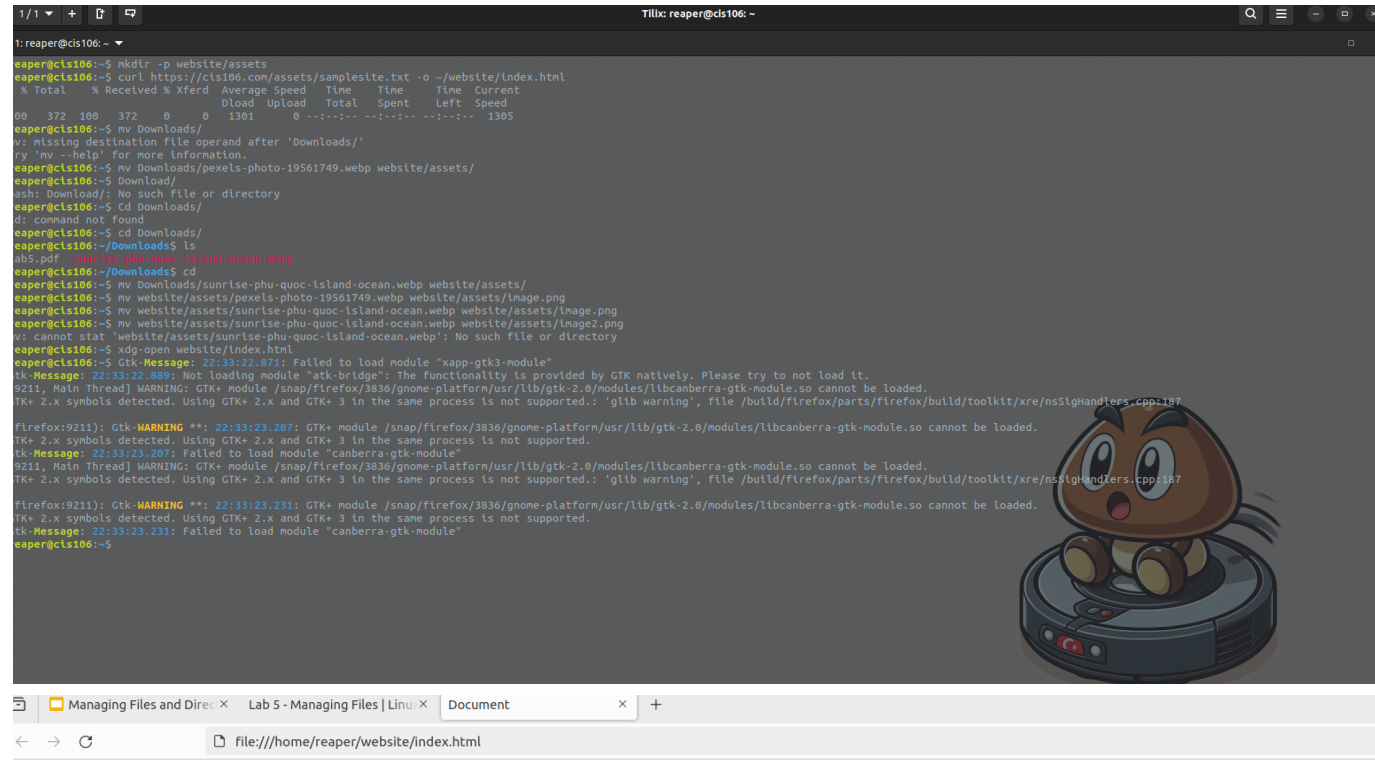 1 / 1
Tilix: reaper@cis106: ~
1: reaper@cis106: ~
eaper@cis106:~$ mkdir -p website/assets
eaper@cis106:~$ curl https://cis106.com/assets/samplesite.txt -o ~/website/index.html
% Total % Received % Xferd Average Speed Time Time Time Current
Dload Upload Total Spent Left Speed
00 372 100 372 0 0 1301 0 --:--:-- --:--:-- --:--:-- 1305
eaper@cis106:~$ mv Downloads/
v: missing destination file operand after 'Downloads/'
ry 'mv --help' for more information.
eaper@cis106:~$ mv Downloads/pexels-photo-19561749.webp website/assets/
eaper@cis106:~$ Download/
ash: Download/: No such file or directory
eaper@cis106:~$ Cd Downloads/
d: command not found
eaper@cis106:~$ cd Downloads/
eaper@cis106:~/Downloads$ ls
ab5.pdf sunrise-phu-quoc-island-ocean.webp
eaper@cis106:~/Downloads$ cd
eaper@cis106:~$ mv Downloads/sunrise-phu-quoc-island-ocean.webp website/assets/
eaper@cis106:~$ mv website/assets/pexels-photo-19561749.webp website/assets/image.png
eaper@cis106:~$ mv website/assets/sunrise-phu-quoc-island-ocean.webp website/assets/image.png
eaper@cis106:~$ mv website/assets/sunrise-phu-quoc-island-ocean.webp website/assets/image2.png
v: cannot stat 'website/assets/sunrise-phu-quoc-island-ocean.webp': No such file or directory
eaper@cis106:~$ xdg-open website/index.html
eaper@cis106:~$ Gtk-Message: 22:33:22.871: Failed to load module "xapp-gtk3-module"
tk-Message: 22:33:22.889: Not loading module "atk-bridge": The functionality is provided by GTK natively. Please try to not load it.
9211, Main Thread] WARNING: GTK+ module /snap/firefox/3836/gnome-platform/usr/lib/gtk-2.0/modules/libcanberra-gtk-module.so cannot be loaded.
TK+ 2.x symbols detected. Using GTK+ 2.x and GTK+ 3 in the same process is not supported.: 'glib warning', file /build/firefox/parts/firefox/build/toolkit/xre/nsSigHandlers.cpp:187
firefox:9211): Gtk-WARNING **: 22:33:23.207: GTK+ module /snap/firefox/3836/gnome-platform/usr/lib/gtk-2.0/modules/libcanberra-gtk-module.so cannot be loaded.
TK+ 2.x symbols detected. Using GTK+ 2.x and GTK+ 3 in the same process is not supported.
tk-Message: 22:33:23.207: Failed to load module "canberra-gtk-module"
9211, Main Thread] WARNING: GTK+ module /snap/firefox/3836/gnome-platform/usr/lib/gtk-2.0/modules/libcanberra-gtk-module.so cannot be loaded.
TK+ 2.x symbols detected. Using GTK+ 2.x and GTK+ 3 in the same process is not supported.: 'glib warning', file /build/firefox/parts/firefox/build/toolkit/xre/nsSigHandlers.cpp:187
firefox:9211): Gtk-WARNING **: 22:33:23.231: GTK+ module /snap/firefox/3836/gnome-platform/usr/lib/gtk-2.0/modules/libcanberra-gtk-module.so cannot be loaded.
TK+ 2.x symbols detected. Using GTK+ 2.x and GTK+ 3 in the same process is not supported.
tk-Message: 22:33:23.231: Failed to load module "canberra-gtk-module"
eaper@cis106:~$
Managing Files and Direc Lab 5 - Managing Files | Linu Document
file:///home/reaper/website/index.html